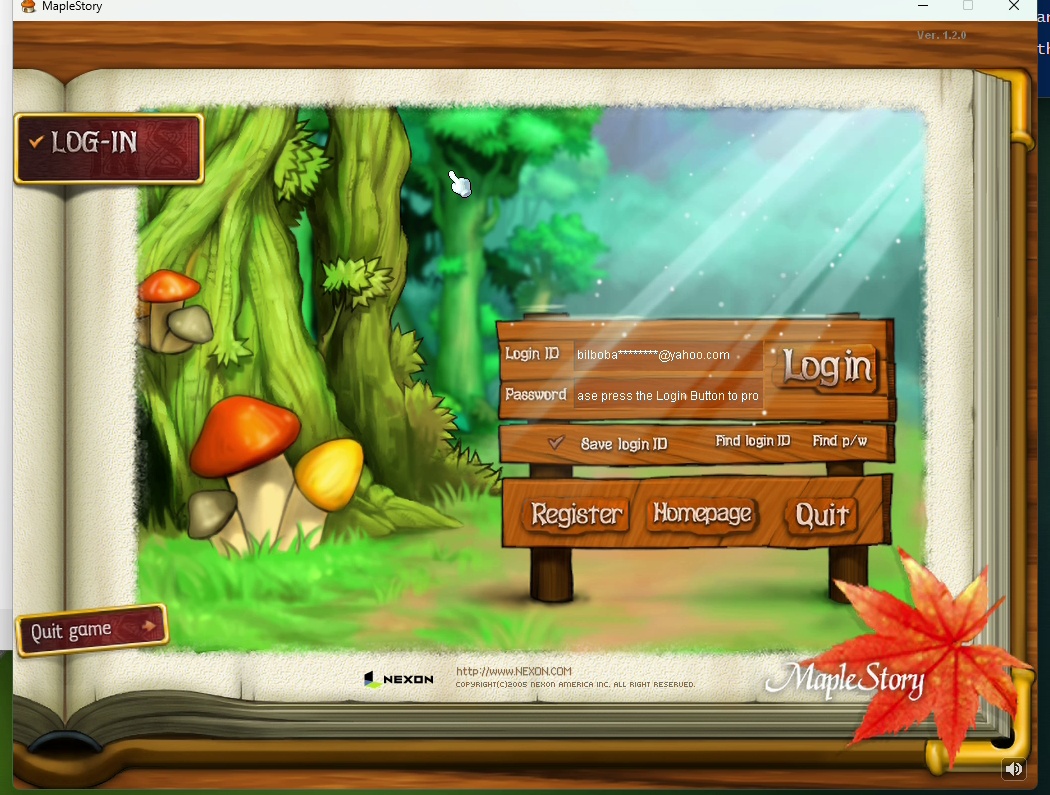 MapleStory
Ver. 1.2.0
LOG-IN
Login ID
bilboba********@yahoo.com
Login
Password
ase press the Login Button to pro
Save login ID
Find login ID
Find p/w
Register
Homepage
Quit
Quit game
NEXON
http://www.NEXON.COM
COPYRIGHT(C)2005 NEXON AMERICA INC. ALL RIGHT RESERVED.
MapleStory